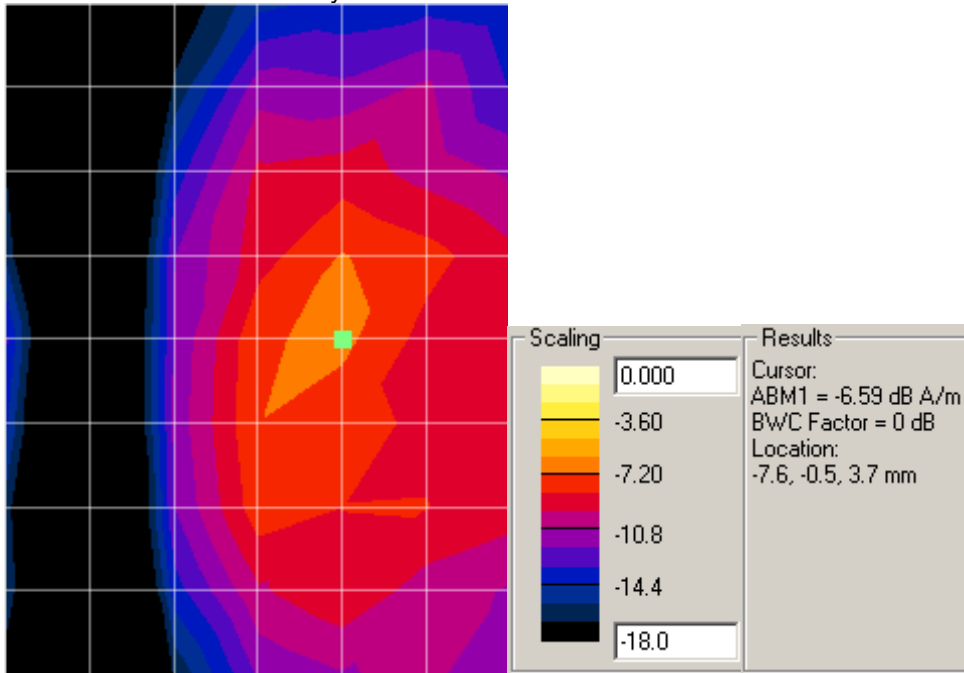 Scaling
0.000
-3.60
-7.20
-10.8
-14.4
-18.0
Results
Cursor:
ABM1 = -6.59 dB A/m
BWC Factor = 0 dB
Location:
-7.6, -0.5, 3.7 mm